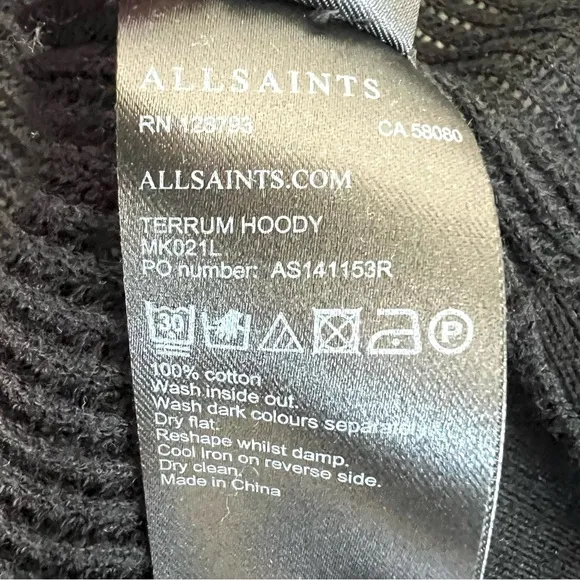 ALLSAINTS
RN 128793 CA 58080
ALLSAINTS.COM
TERRUM HOODY
MK021L
PO number: AS141153R
30 P
100% cotton
Wash inside out.
Wash dark colours separately.
Dry flat.
Reshape whilst damp.
Cool Iron on reverse side.
Dry clean.
Made in China